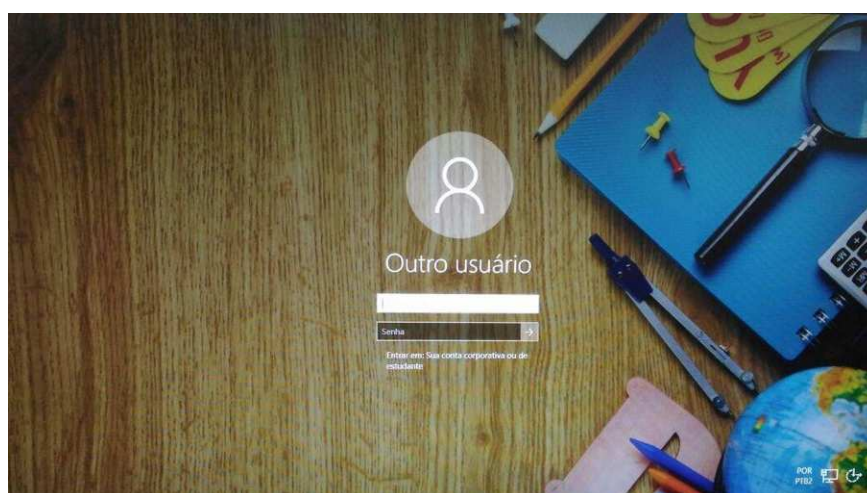 Outro usuário
Senha
Entrar em: Sua conta corporativa ou de
estudante
POR
PTB2